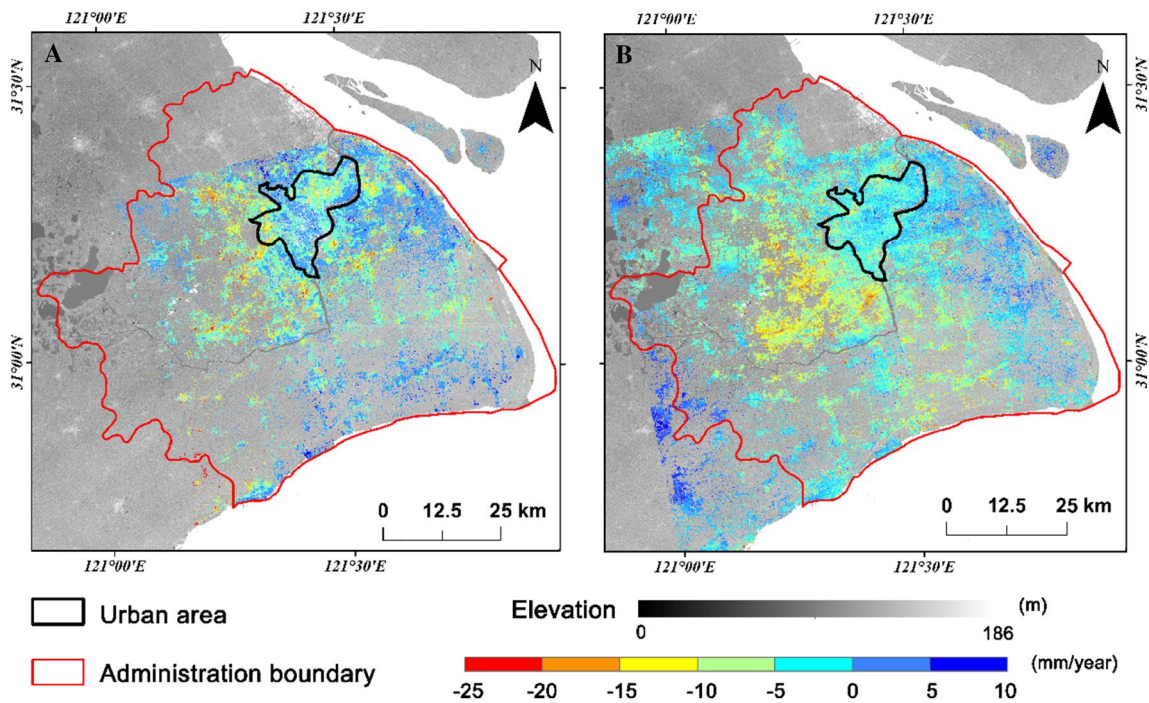 121°00'E 121°30'E 121°00'E 121°30'E
A N B N
31°30'N 31°30'N
31°00'N 31°00'N
0 12.5 25 km 0 12.5 25 km
121°00'E 121°30'E 121°00'E 121°30'E
Urban area Elevation (m)
0 186
Administration boundary (mm/year)
-25 -20 -15 -10 -5 0 5 10